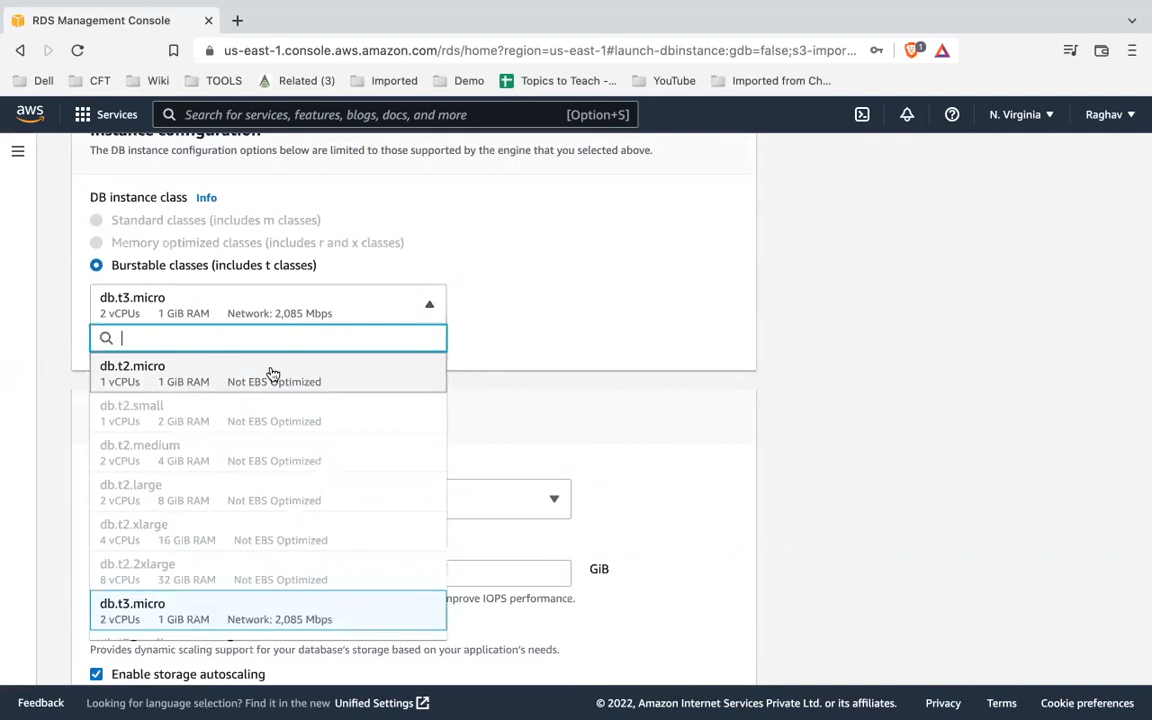 RDS Management Console
us-east-1.console.aws.amazon.com/rds/home?region=us-east-1#launch-dbinstance:gdb=false;s3-impor...
1
Dell
CFT
Wiki
TOOLS
Related (3)
Imported
Demo
Topics to Teach -...
YouTube
Imported from Ch...
aws
Services
Search for services, features, blogs, docs, and more
[Option+S]
N. Virginia
Raghav
Instance configuration
The DB instance configuration options below are limited to those supported by the engine that you selected above.
DB instance class Info
Standard classes (includes m classes)
Memory optimized classes (includes r and x classes)
Burstable classes (includes t classes)
db.t3.micro
2 vCPUs 1 GiB RAM Network: 2,085 Mbps
db.t2.micro
1 vCPUs 1 GiB RAM Not EBS Optimized
db.t2.small
1 vCPUs 2 GiB RAM Not EBS Optimized
db.t2.medium
2 vCPUs 4 GiB RAM Not EBS Optimized
db.t2.large
2 vCPUs 8 GiB RAM Not EBS Optimized
db.t2.xlarge
4 vCPUs 16 GiB RAM Not EBS Optimized
db.t2.2xlarge
8 vCPUs 32 GiB RAM Not EBS Optimized
GiB
mprove IOPS performance.
db.t3.micro
2 vCPUs 1 GiB RAM Network: 2,085 Mbps
Provides dynamic scaling support for your database's storage based on your application's needs.
Enable storage autoscaling
Feedback
Looking for language selection? Find it in the new Unified Settings
© 2022, Amazon Internet Services Private Ltd. or its affiliates.
Privacy
Terms
Cookie preferences